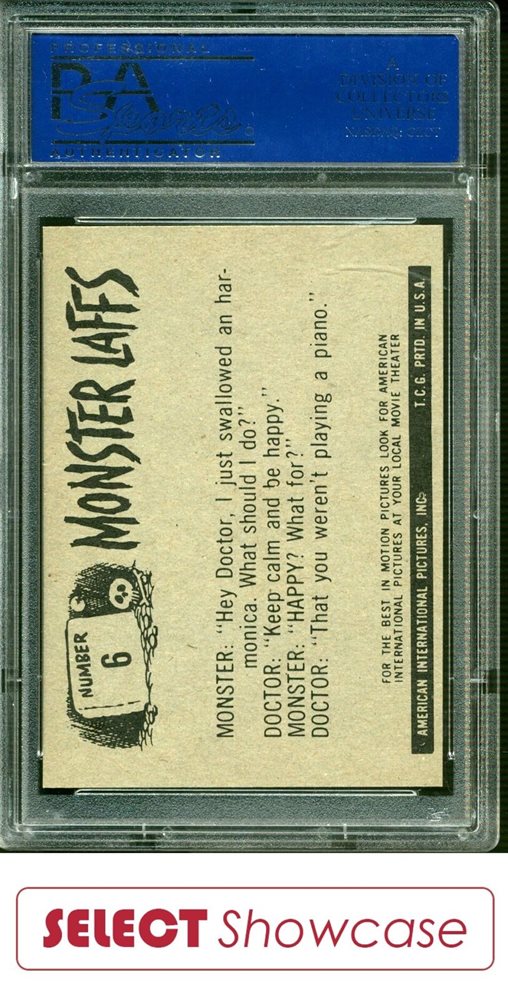 PROFESSIONAL
PSA
Sports
AUTHENTICATOR
A
DIVISION OF
COLLECTORS
UNIVERSE
NASDAQ: CLCT
NUMBER
6
MONSTER LAFFS
MONSTER: "Hey Doctor, I just swallowed an har-
monica. What should I do?"
DOCTOR: "Keep calm and be happy."
MONSTER: "HAPPY? What for?"
DOCTOR: "That you weren't playing a piano."
FOR THE BEST IN MOTION PICTURES LOOK FOR AMERICAN
INTERNATIONAL PICTURES AT YOUR LOCAL MOVIE THEATER
AMERICAN INTERNATIONAL PICTURES, INC. T.C.G. PRTD. IN U.S.A.
SELECT Showcase